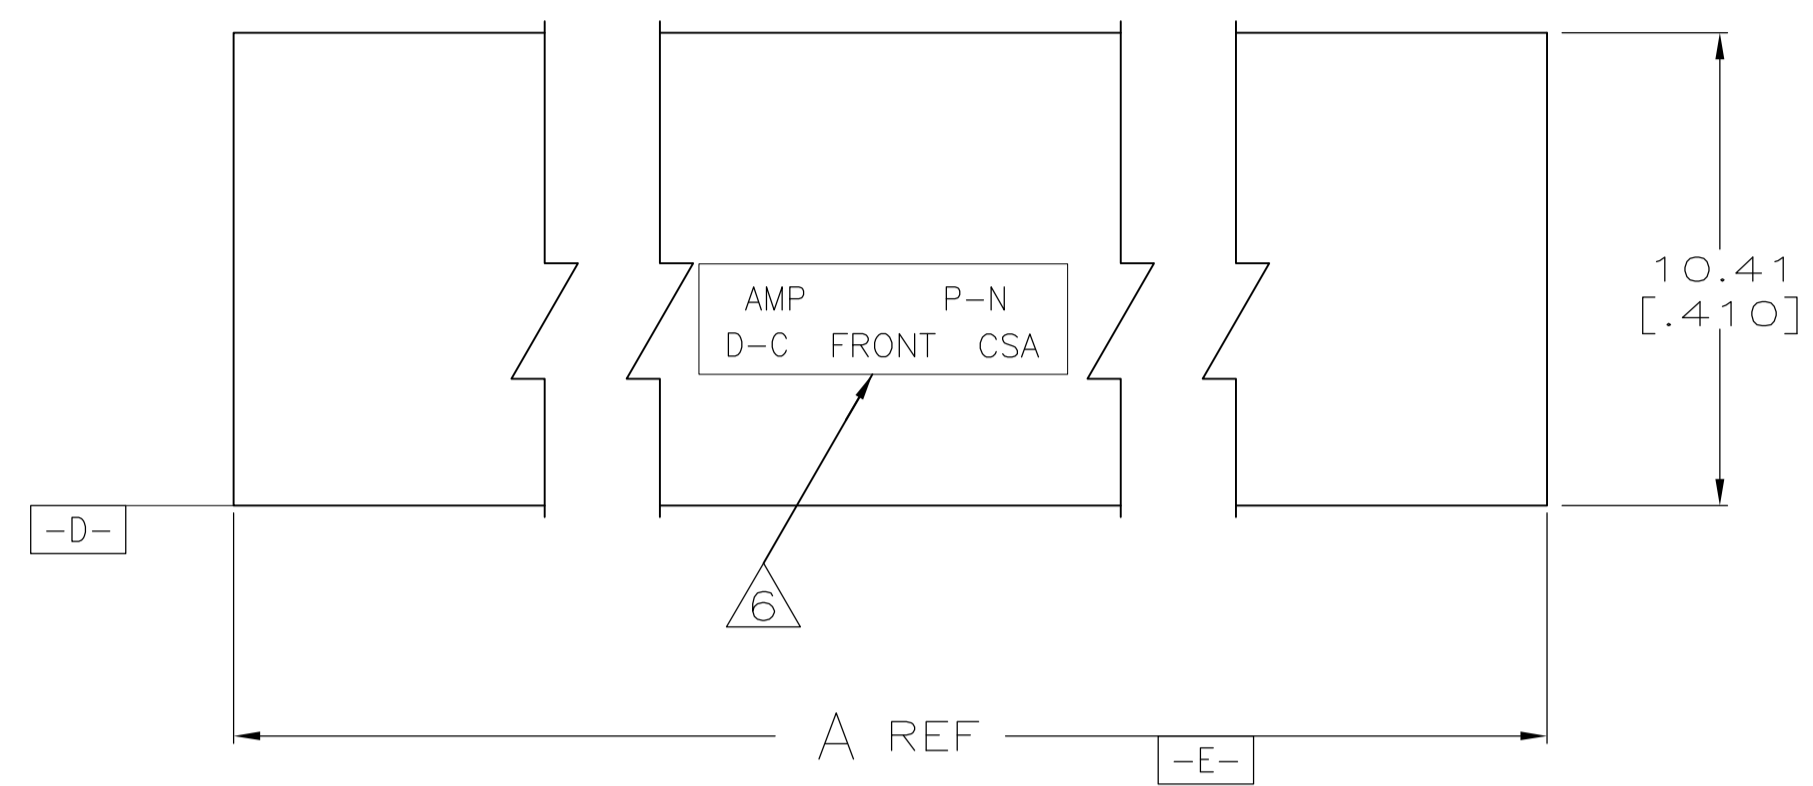 10.41
[.410]
AMP P-N
D-C FRONT CSA
-D-
6
A REF
-E-